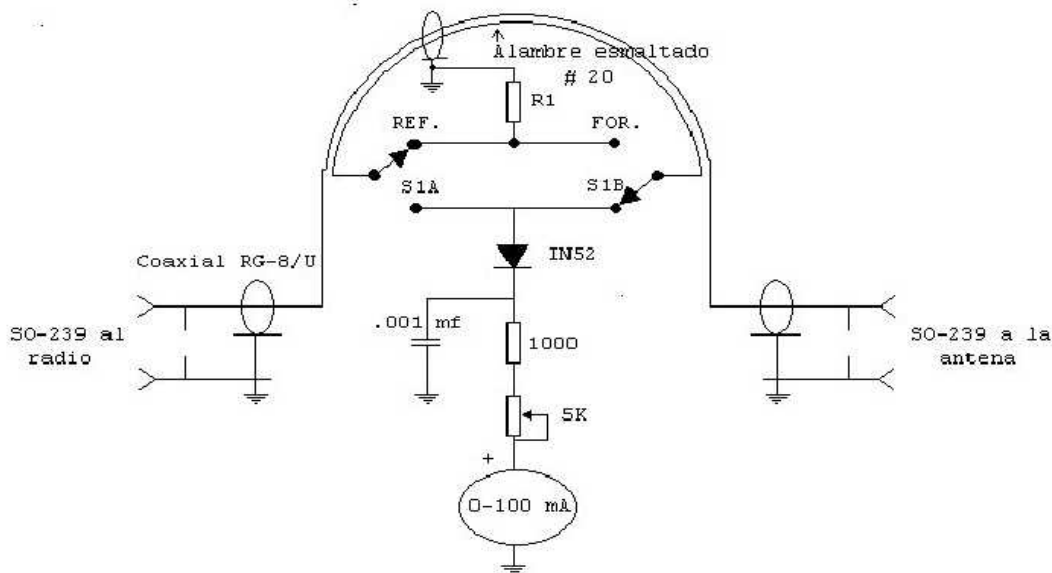 Alambre esmaltado
# 20
R1
REF.
FOR.
S1A
S1B
IN52
Coaxial RG-8/U
.001 mf
SO-239 al
radio
1000
SO-239 a la
antena
5K
+
0-100 mA